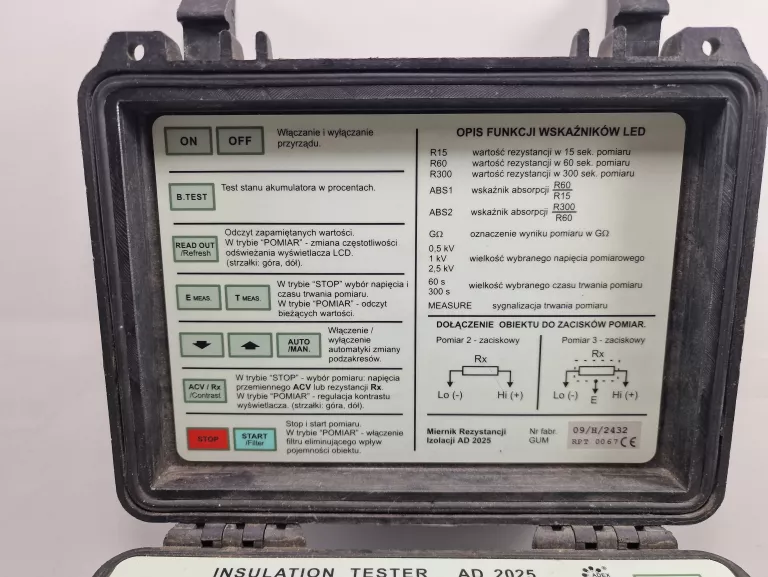 ON OFF
Włączanie i wyłączanie
przyrządu.
B.TEST
Test stanu akumulatora w procentach.
READ OUT
/Refresh
Odczyt zapamiętanych wartości.
W trybie "POMIAR" - zmiana częstotliwości
odświeżania wyświetlacza LCD.
(strzałki: góra, dół).
E MEAS. T MEAS.
W trybie "STOP" wybór napięcia i
czasu trwania pomiaru.
W trybie "POMIAR" - odczyt
bieżących wartości.
AUTO
/MAN.
Włączenie /
wyłączenie
automatyki zmiany
podzakresów.
ACV / Rx
/Contrast
W trybie "STOP" - wybór pomiaru: napięcia
przemiennego ACV lub rezystancji Rx.
W trybie "POMIAR" - regulacja kontrastu
wyświetlacza. (strzałki: góra, dół).
STOP
START
/Filter
Stop i start pomiaru.
W trybie "POMIAR" - włączenie
filtru eliminującego wpływ
pojemności obiektu.
OPIS FUNKCJI WSKAŹNIKÓW LED
R15 wartość rezystancji w 15 sek. pomiaru
R60 wartość rezystancji w 60 sek. pomiaru
R300 wartość rezystancji w 300 sek. pomiaru
ABS1 wskaźnik absorpcji R60
R15
ABS2 wskaźnik absorpcji R300
R60
GΩ oznaczenie wyniku pomiaru w GΩ
0,5 kV
1 kV wielkość wybranego napięcia pomiarowego
2,5 kV
60 s
300 s wielkość wybranego czasu trwania pomiaru
MEASURE sygnalizacja trwania pomiaru
DOŁĄCZENIE OBIEKTU DO ZACISKÓW POMIAR.
Pomiar 2 - zaciskowy
Rx
Lo (-) Hi (+)
Pomiar 3 - zaciskowy
Rx
Lo (-) E Hi (+)
Miernik Rezystancji
Izolacji AD 2025
Nr fabr. 09/H/2432
GUM RPT 0067 CE
INSULATION TESTER AD 2025
ADEX